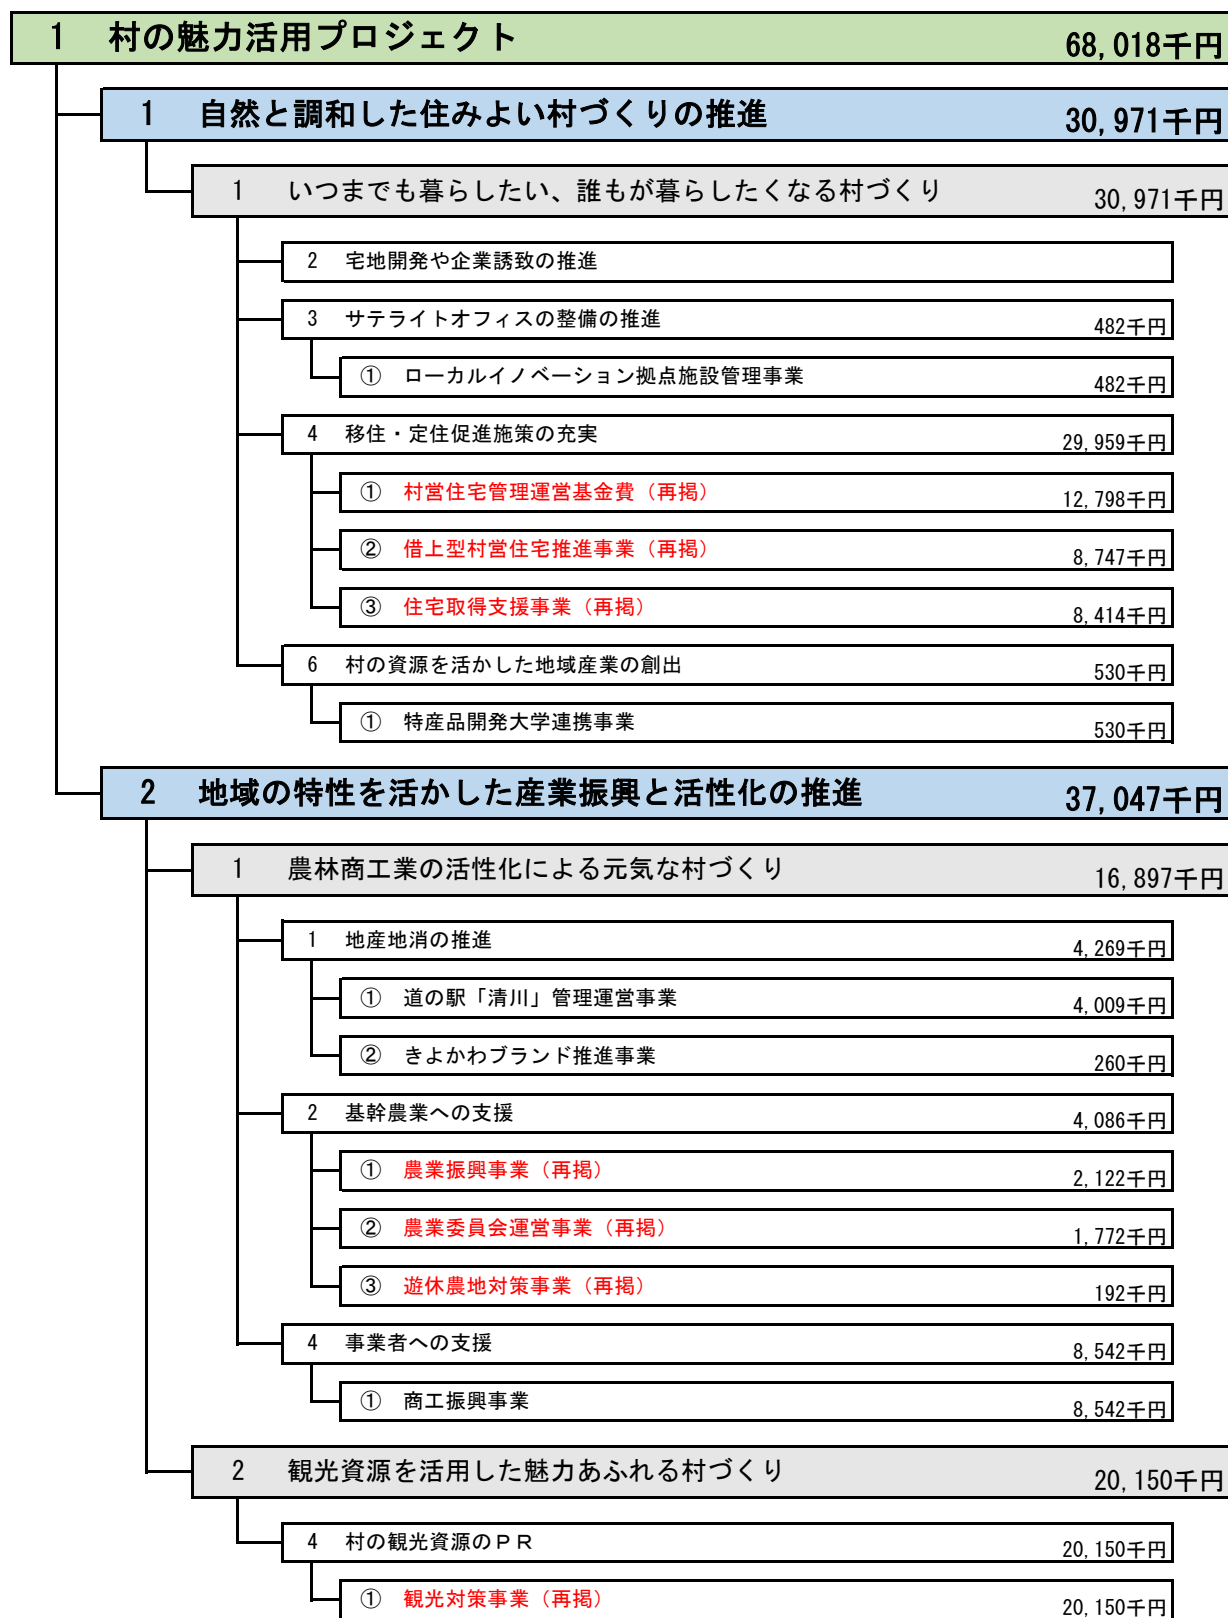 1 村の魅力活用プロジェクト 68,018千円
1 自然と調和した住みよい村づくりの推進 30,971千円
1 いつまでも暮らしたい、誰もが暮らしたくなる村づくり 30,971千円
2 宅地開発や企業誘致の推進
3 サテライトオフィスの整備の推進 482千円
① ローカルイノベーション拠点施設管理事業 482千円
4 移住・定住促進施策の充実 29,959千円
① 村営住宅管理運営基金費（再掲） 12,798千円
② 借上型村営住宅推進事業（再掲） 8,747千円
③ 住宅取得支援事業（再掲） 8,414千円
6 村の資源を活かした地域産業の創出 530千円
① 特産品開発大学連携事業 530千円
2 地域の特性を活かした産業振興と活性化の推進 37,047千円
1 農林商工業の活性化による元気な村づくり 16,897千円
1 地産地消の推進 4,269千円
① 道の駅「清川」管理運営事業 4,009千円
② きよかわブランド推進事業 260千円
2 基幹農業への支援 4,086千円
① 農業振興事業（再掲） 2,122千円
② 農業委員会運営事業（再掲） 1,772千円
③ 遊休農地対策事業（再掲） 192千円
4 事業者への支援 8,542千円
① 商工振興事業 8,542千円
2 観光資源を活用した魅力あふれる村づくり 20,150千円
4 村の観光資源のＰＲ 20,150千円
① 観光対策事業（再掲） 20,150千円